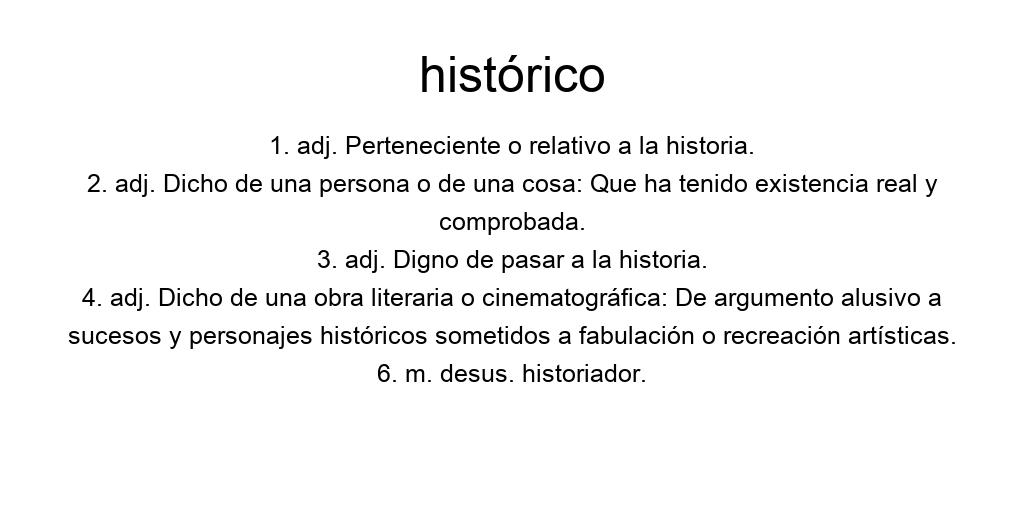 histórico
1. adj. Perteneciente o relativo a la historia.
2. adj. Dicho de una persona o de una cosa: Que ha tenido existencia real y
comprobada.
3. adj. Digno de pasar a la historia.
4. adj. Dicho de una obra literaria o cinematográfica: De argumento alusivo a
sucesos y personajes históricos sometidos a fabulación o recreación artísticas.
6. m. desus. historiador.